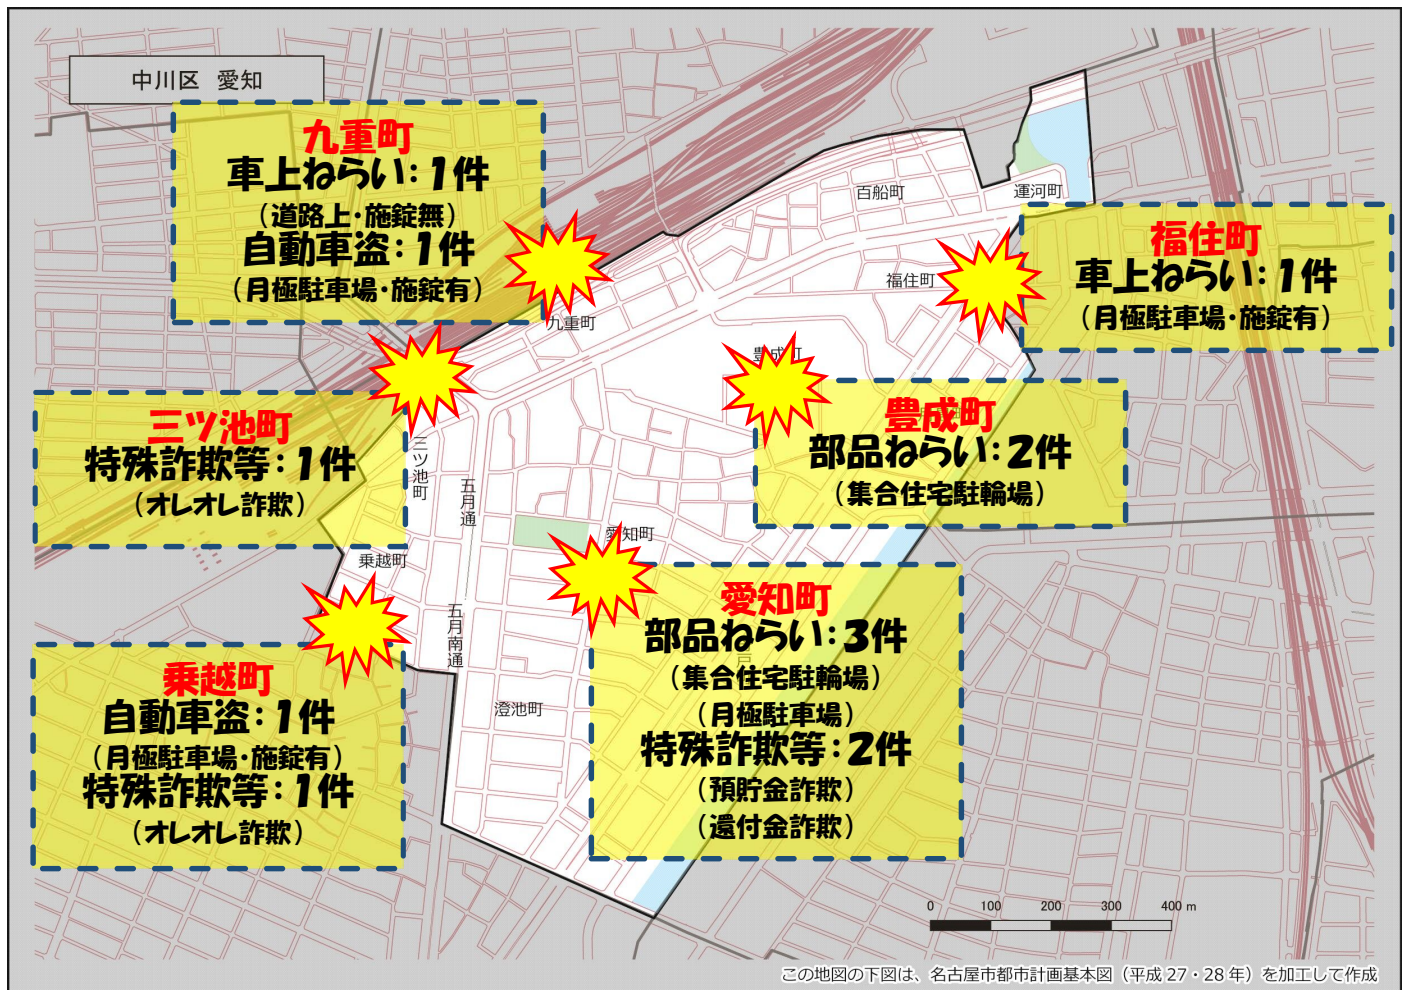 中川区 愛知
九重町
車上ねらい：1件
（道路上・施錠無）
自動車盗：1件
（月極駐車場・施錠有）
百船町
運河町
福住町
福住町
車上ねらい：1件
（月極駐車場・施錠有）
九重町
豊成町
豊成町
部品ねらい：2件
（集合住宅駐輪場）
三ツ池町
特殊詐欺等：1件
（オレオレ詐欺）
三ツ池町
五月通
愛知町
乗越町
五月南通
澄池町
乗越町
自動車盗：1件
（月極駐車場・施錠有）
特殊詐欺等：1件
（オレオレ詐欺）
愛知町
部品ねらい：3件
（集合住宅駐輪場）
（月極駐車場）
特殊詐欺等：2件
（預貯金詐欺）
（還付金詐欺）
0 100 200 300 400 m
この地図の下図は、名古屋市都市計画基本図（平成 27・28 年）を加工して作成